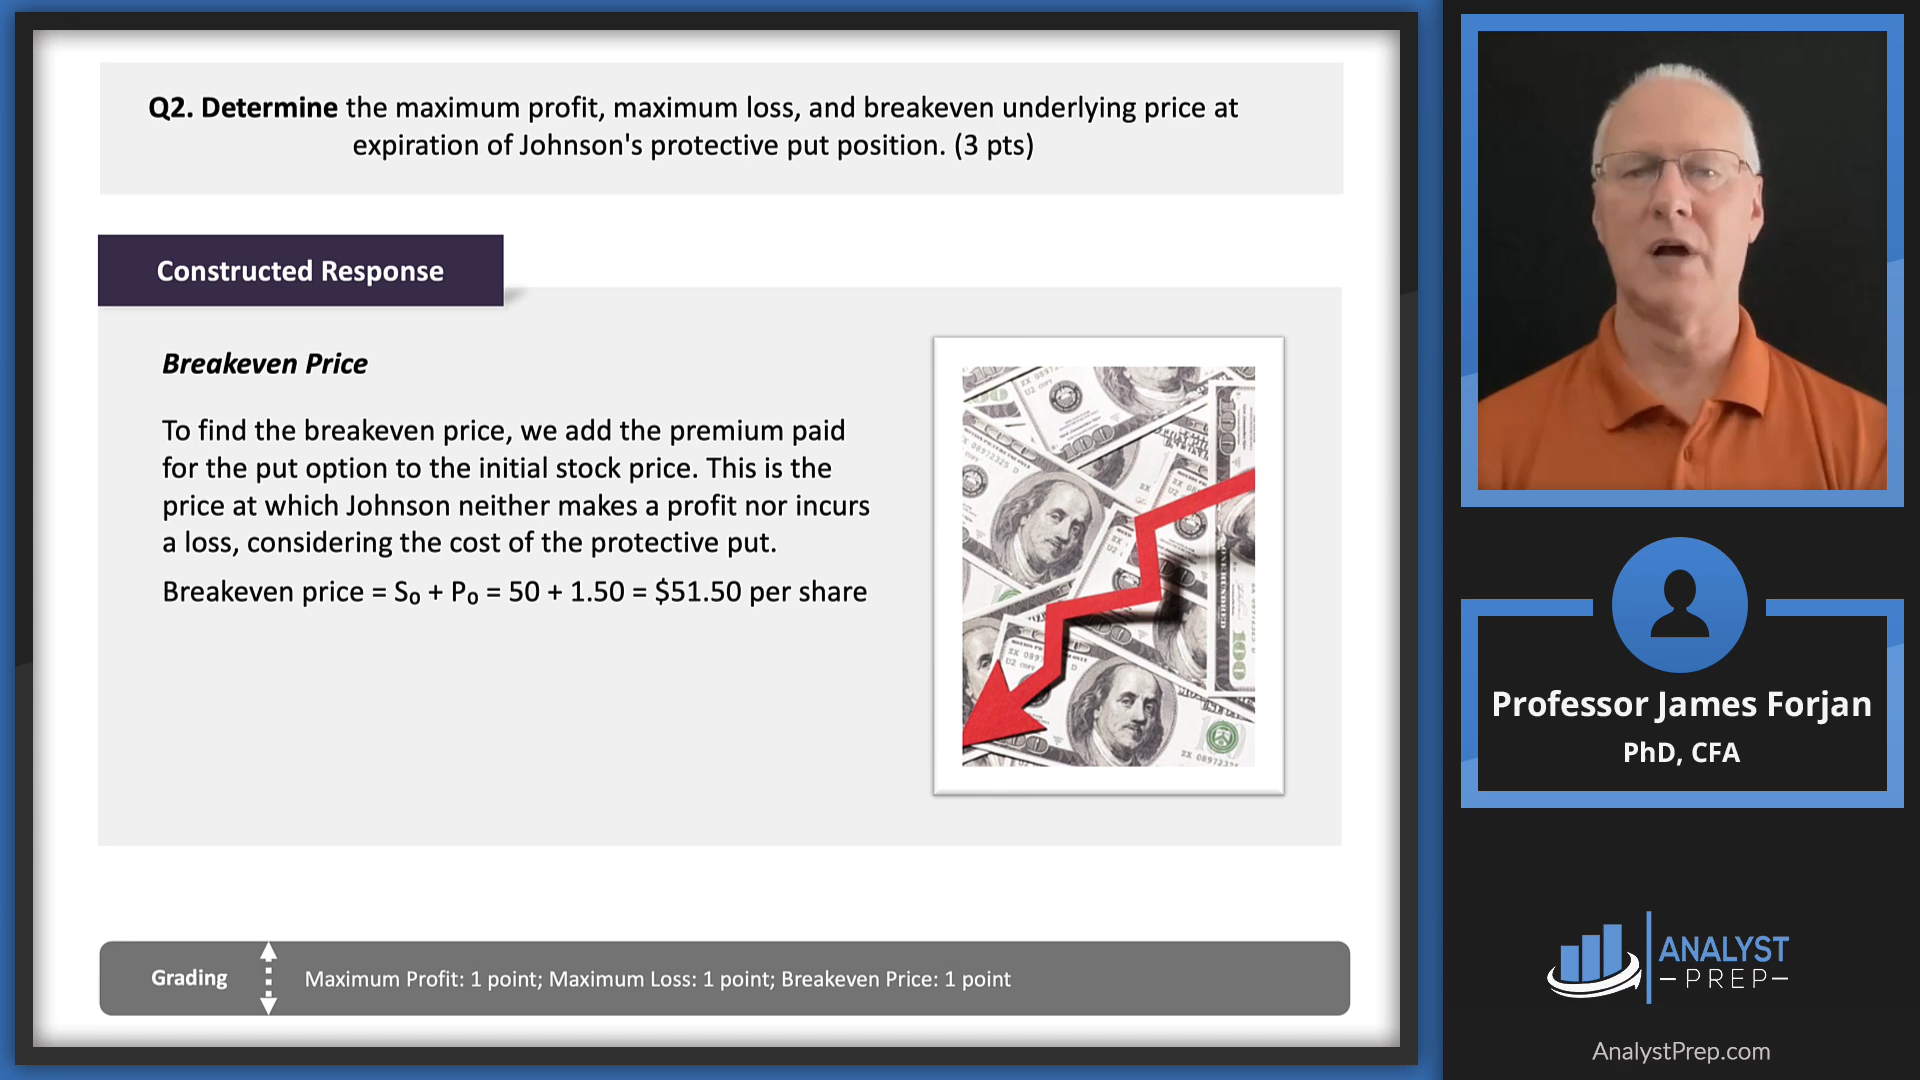 Q2. Determine the maximum profit, maximum loss, and breakeven underlying price at
expiration of Johnson's protective put position. (3 pts)
Constructed Response
Breakeven Price
To find the breakeven price, we add the premium paid
for the put option to the initial stock price. This is the
price at which Johnson neither makes a profit nor incurs
a loss, considering the cost of the protective put.
Breakeven price = S₀ + P₀ = 50 + 1.50 = $51.50 per share
Grading
Maximum Profit: 1 point; Maximum Loss: 1 point; Breakeven Price: 1 point
Professor James Forjan
PhD, CFA
ANALYST
PREP
AnalystPrep.com